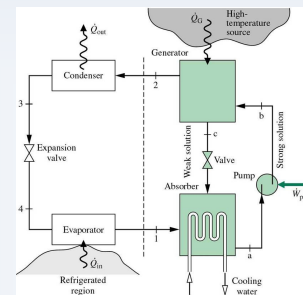 Q̇out
Q̇G
High-
temperature
source
Generator
Condenser
2
3
Expansion
valve
Weak solution
c
Valve
b
Strong solution
Pump
Ẇp
Absorber
4
Evaporator
1
a
Q̇in
Refrigerated
region
Cooling
water